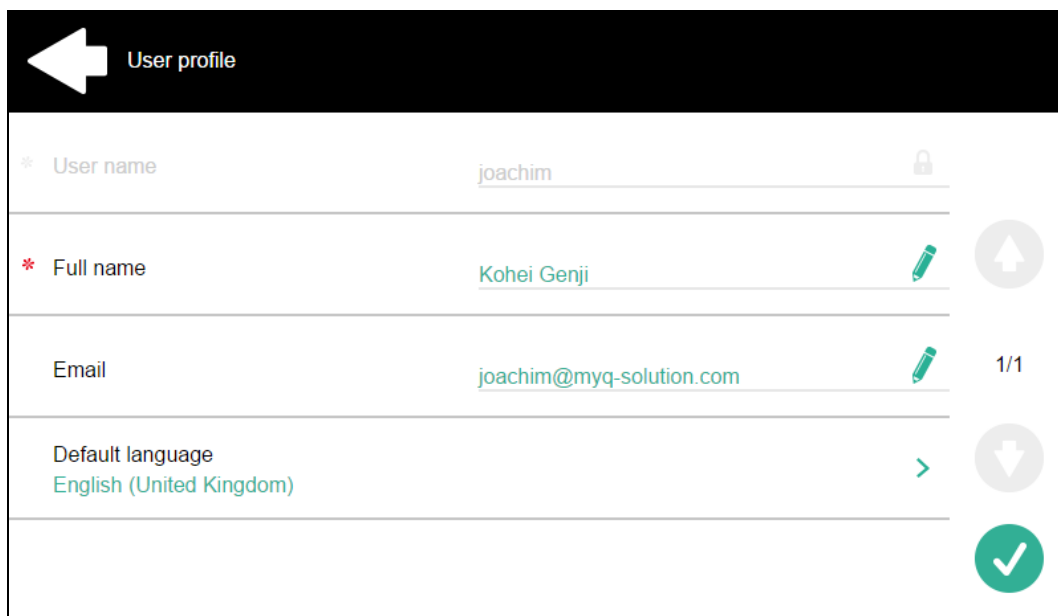 User profile
* User name joachim
* Full name Kohei Genji
Email joachim@myq-solution.com
1/1
Default language
English (United Kingdom)